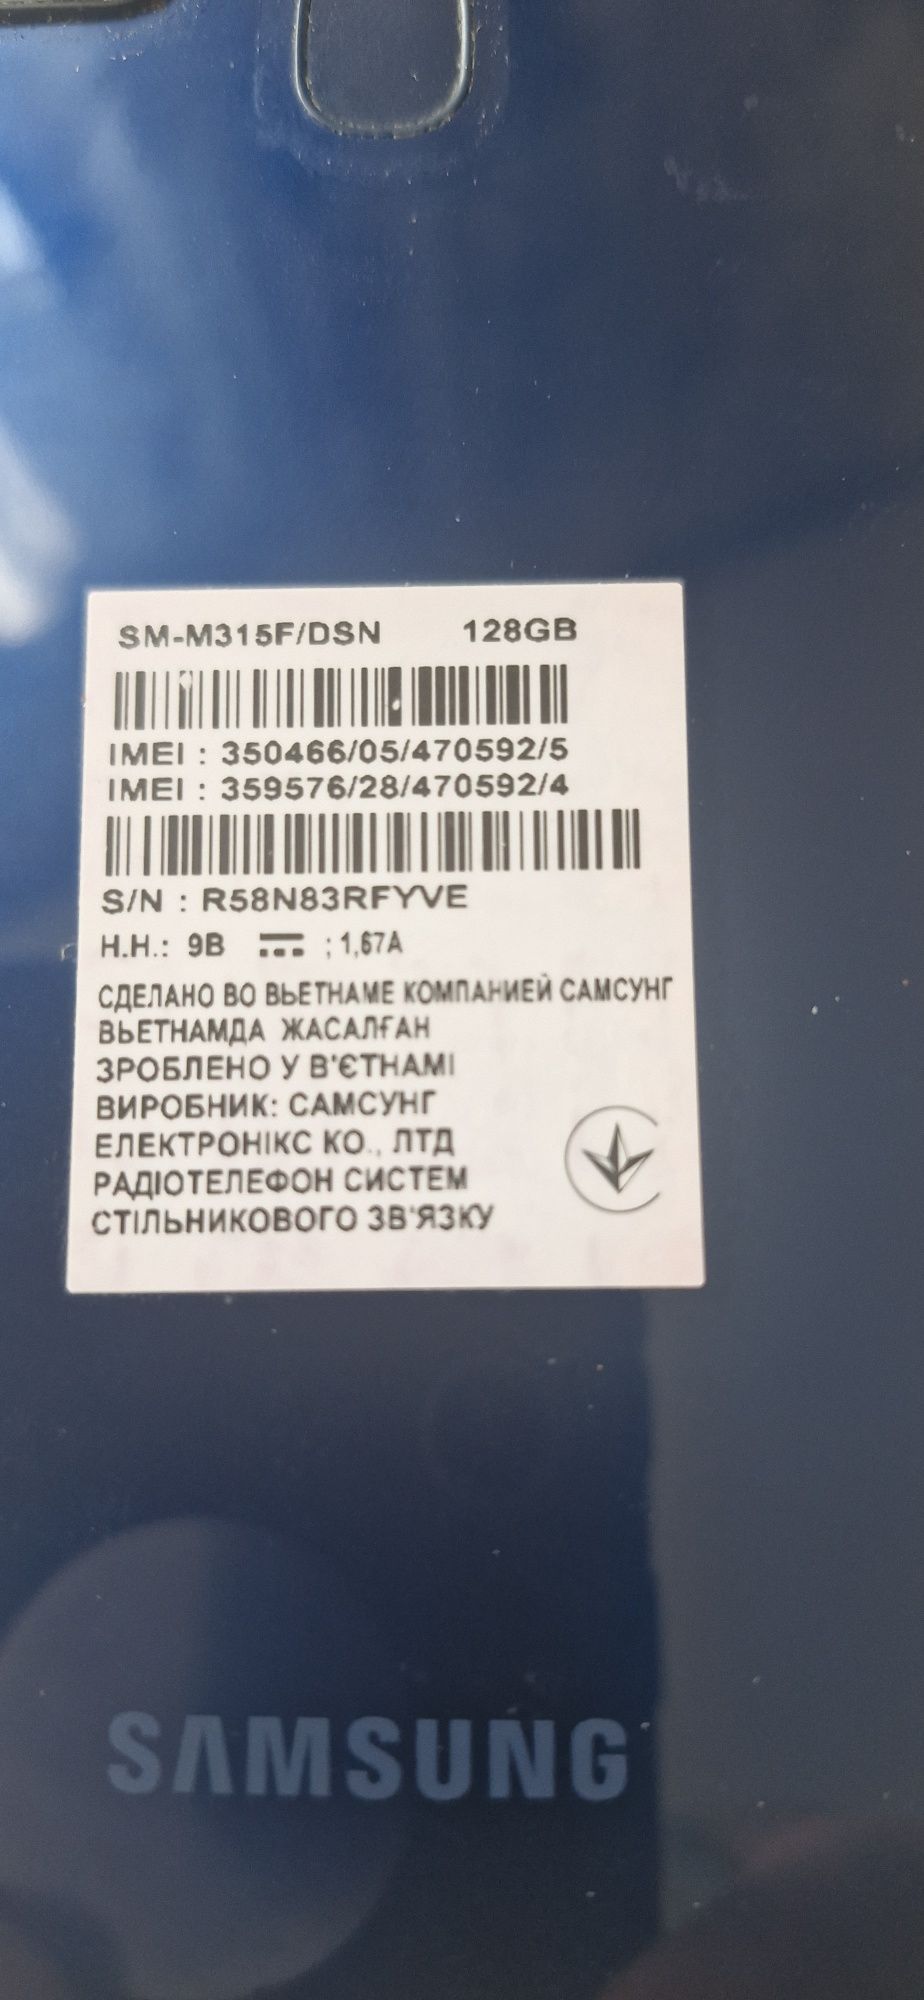 SM-M315F/DSN 128GB
IMEI : 350466/05/470592/5
IMEI : 359576/28/470592/4
S/N : R58N83RFYVE
Н.Н.: 9В ; 1,67А
СДЕЛАНО ВО ВЬЕТНАМЕ КОМПАНИЕЙ САМСУНГ
ВЬЕТНАМДА ЖАСАЛҒАН
ЗРОБЛЕНО У В'ЄТНАМІ
ВИРОБНИК: САМСУНГ
ЕЛЕКТРОНІКС КО., ЛТД
РАДІОТЕЛЕФОН СИСТЕМ
СТІЛЬНИКОВОГО ЗВ'ЯЗКУ
SAMSUNG